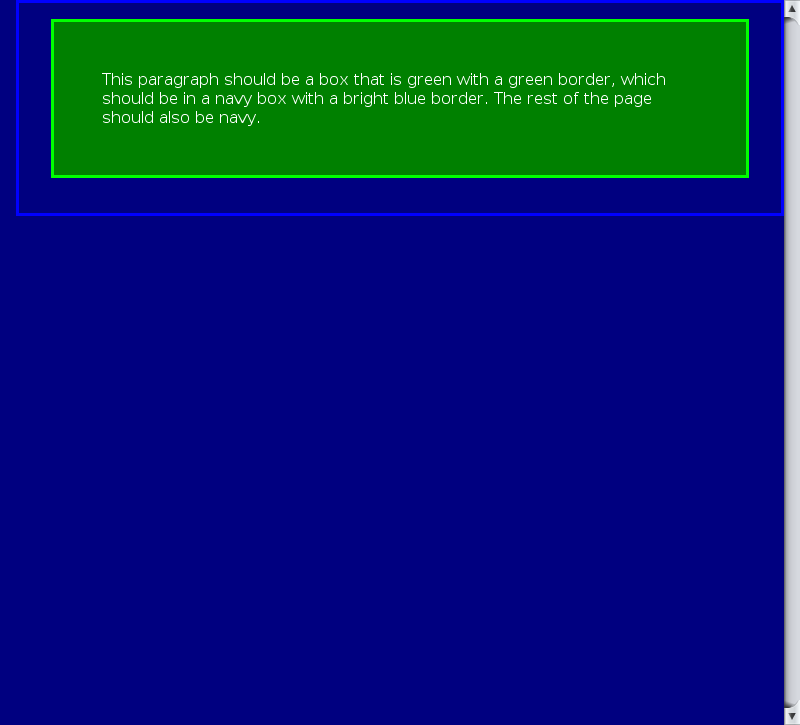 This paragraph should be a box that is green with a green border, which
should be in a navy box with a bright blue border. The rest of the page
should also be navy.